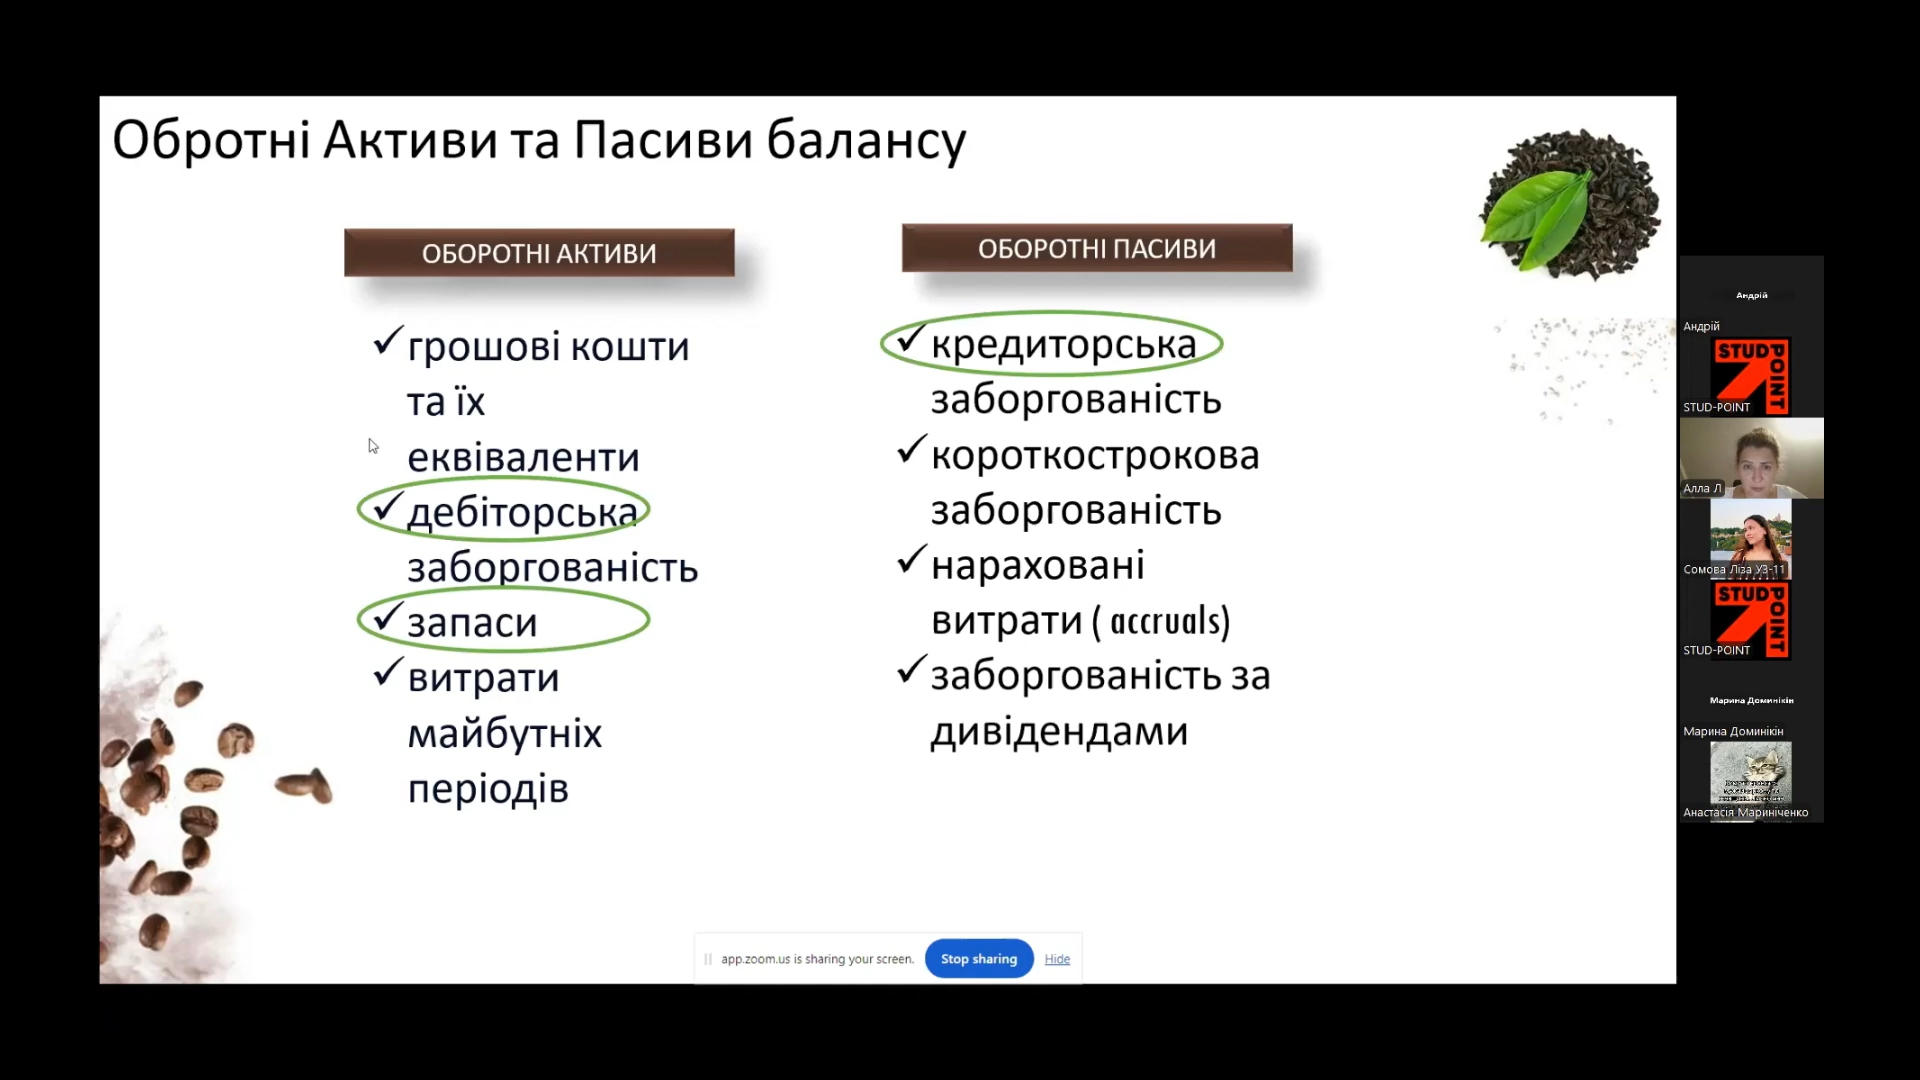 Обротні Активи та Пасиви балансу
ОБОРОТНІ АКТИВИ
грошові кошти
та їх
еквіваленти
дебіторська
заборгованість
запаси
витрати
майбутніх
періодів
ОБОРОТНІ ПАСИВИ
кредиторська
заборгованість
короткострокова
заборгованість
нараховані
витрати ( accruals)
заборгованість за
дивідендами
Андрій
Андрій
STUD
POINT
STUD-POINT
Алла Л
Сомова Ліза УЗ-11
STUD
POINT
STUD-POINT
Марина Доминікін
Марина Доминікін
Анастасія Мариніченко
app.zoom.us is sharing your screen.
Stop sharing
Hide